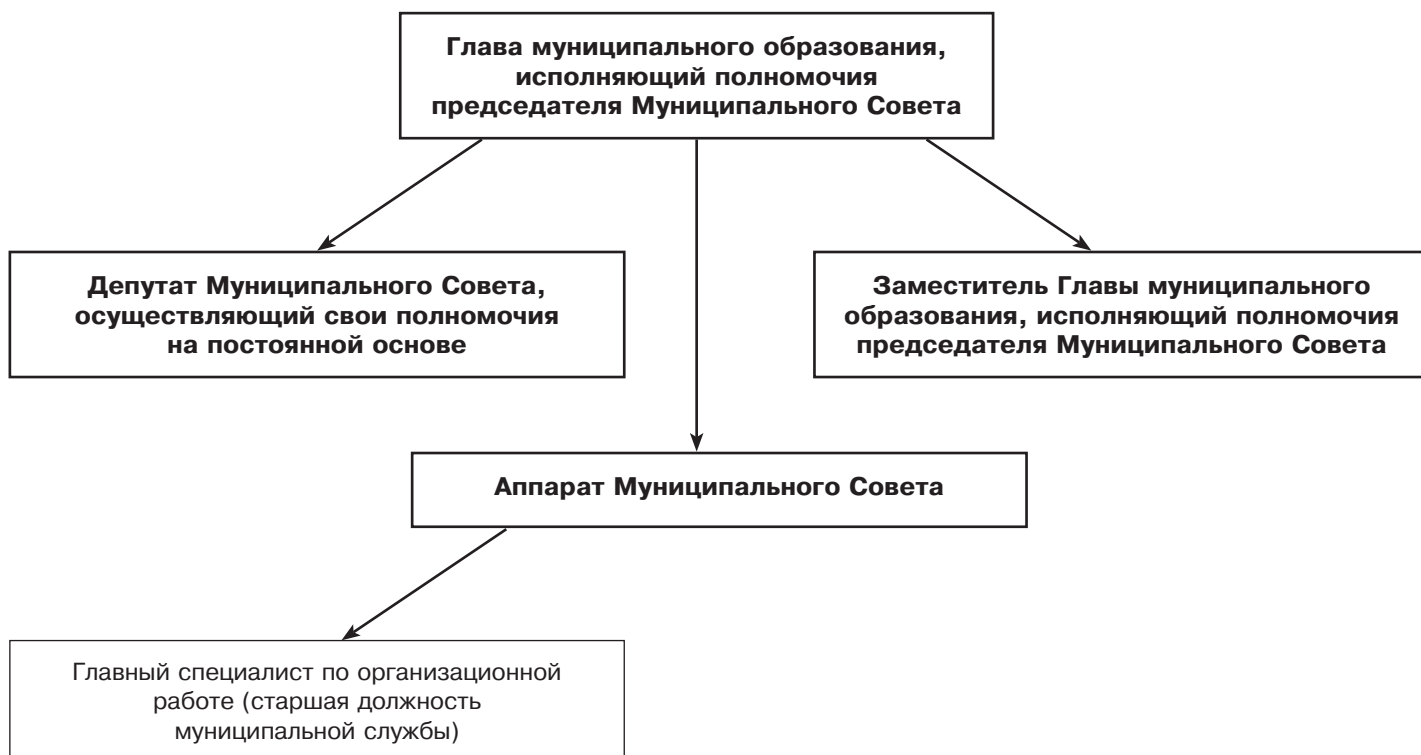 Глава муниципального образования,
исполняющий полномочия
председателя Муниципального Совета
Депутат Муниципального Совета,
осуществляющий свои полномочия
на постоянной основе
Заместитель Главы муниципального
образования, исполняющий полномочия
председателя Муниципального Совета
Аппарат Муниципального Совета
Главный специалист по организационной
работе (старшая должность
муниципальной службы)